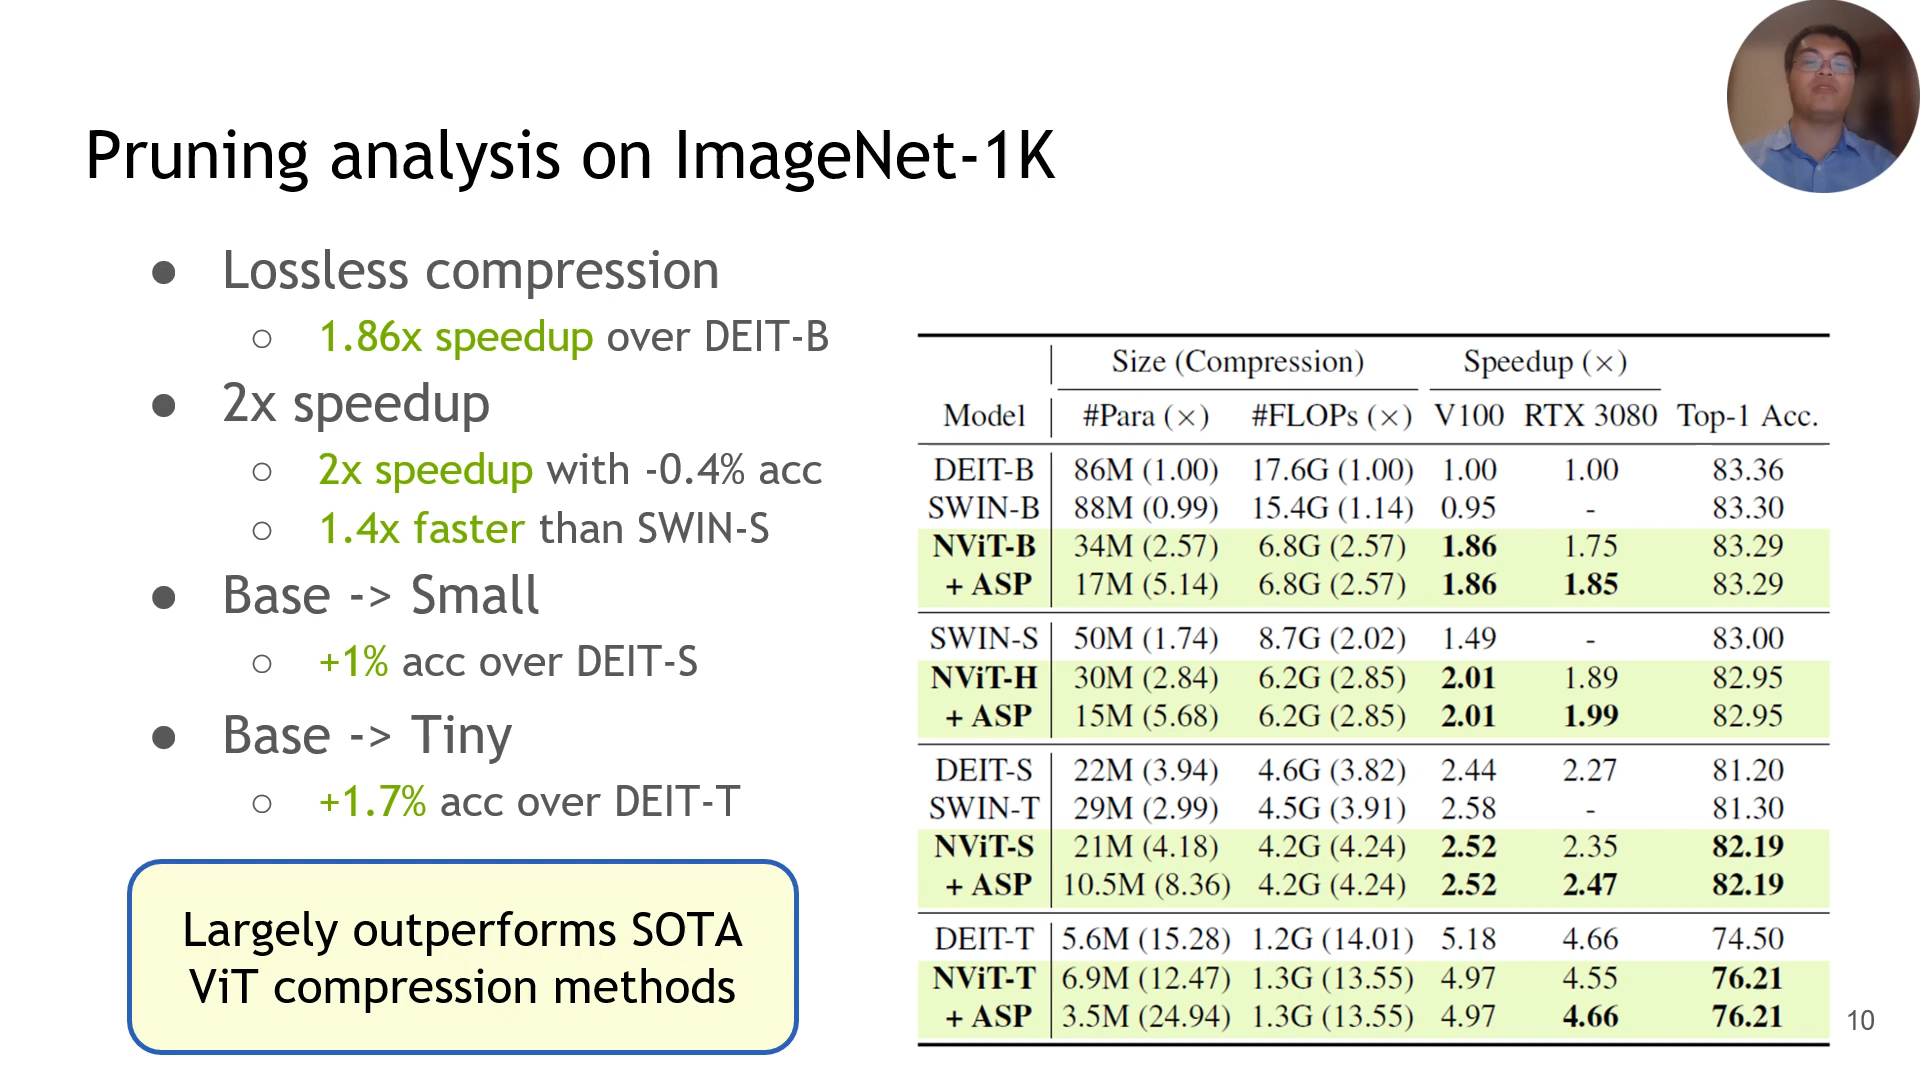 Pruning analysis on ImageNet-1K
● Lossless compression
○ 1.86x speedup over DEIT-B
● 2x speedup
○ 2x speedup with -0.4% acc
○ 1.4x faster than SWIN-S
● Base -> Small
○ +1% acc over DEIT-S
● Base -> Tiny
○ +1.7% acc over DEIT-T
Largely outperforms SOTA
ViT compression methods
Size (Compression) Speedup (×)
Model #Para (×) #FLOPs (×) V100 RTX 3080 Top-1 Acc.
DEIT-B 86M (1.00) 17.6G (1.00) 1.00 1.00 83.36
SWIN-B 88M (0.99) 15.4G (1.14) 0.95 - 83.30
NViT-B 34M (2.57) 6.8G (2.57) 1.86 1.75 83.29
+ ASP 17M (5.14) 6.8G (2.57) 1.86 1.85 83.29
SWIN-S 50M (1.74) 8.7G (2.02) 1.49 - 83.00
NViT-H 30M (2.84) 6.2G (2.85) 2.01 1.89 82.95
+ ASP 15M (5.68) 6.2G (2.85) 2.01 1.99 82.95
DEIT-S 22M (3.94) 4.6G (3.82) 2.44 2.27 81.20
SWIN-T 29M (2.99) 4.5G (3.91) 2.58 - 81.30
NViT-S 21M (4.18) 4.2G (4.24) 2.52 2.35 82.19
+ ASP 10.5M (8.36) 4.2G (4.24) 2.52 2.47 82.19
DEIT-T 5.6M (15.28) 1.2G (14.01) 5.18 4.66 74.50
NViT-T 6.9M (12.47) 1.3G (13.55) 4.97 4.55 76.21
+ ASP 3.5M (24.94) 1.3G (13.55) 4.97 4.66 76.21
10